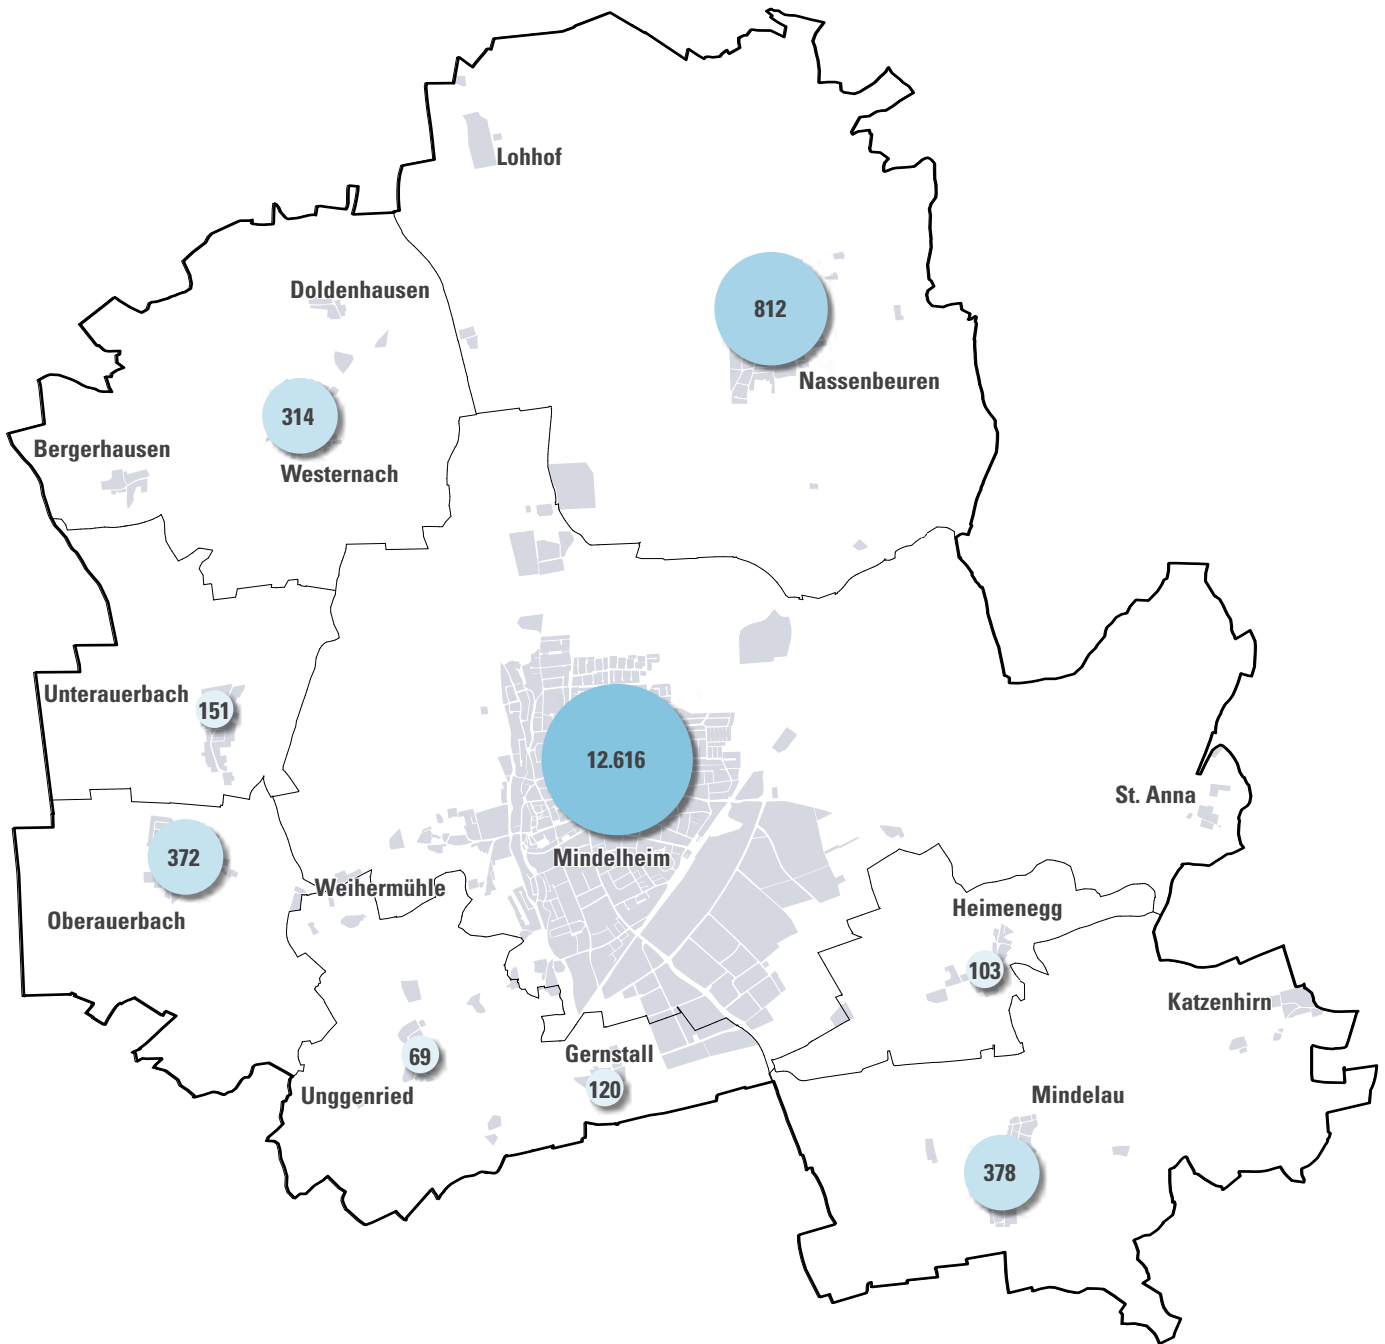 Lohhof
Doldenhausen
812
Nassenbeuren
314
Bergerhausen
Westernach
Unterauerbach
151
12.616
St. Anna
Mindelheim
372
Weihermühle
Oberauerbach
Heimenegg
103
Katzenhirn
69
Gernstall
120
Unggenried
Mindelau
378